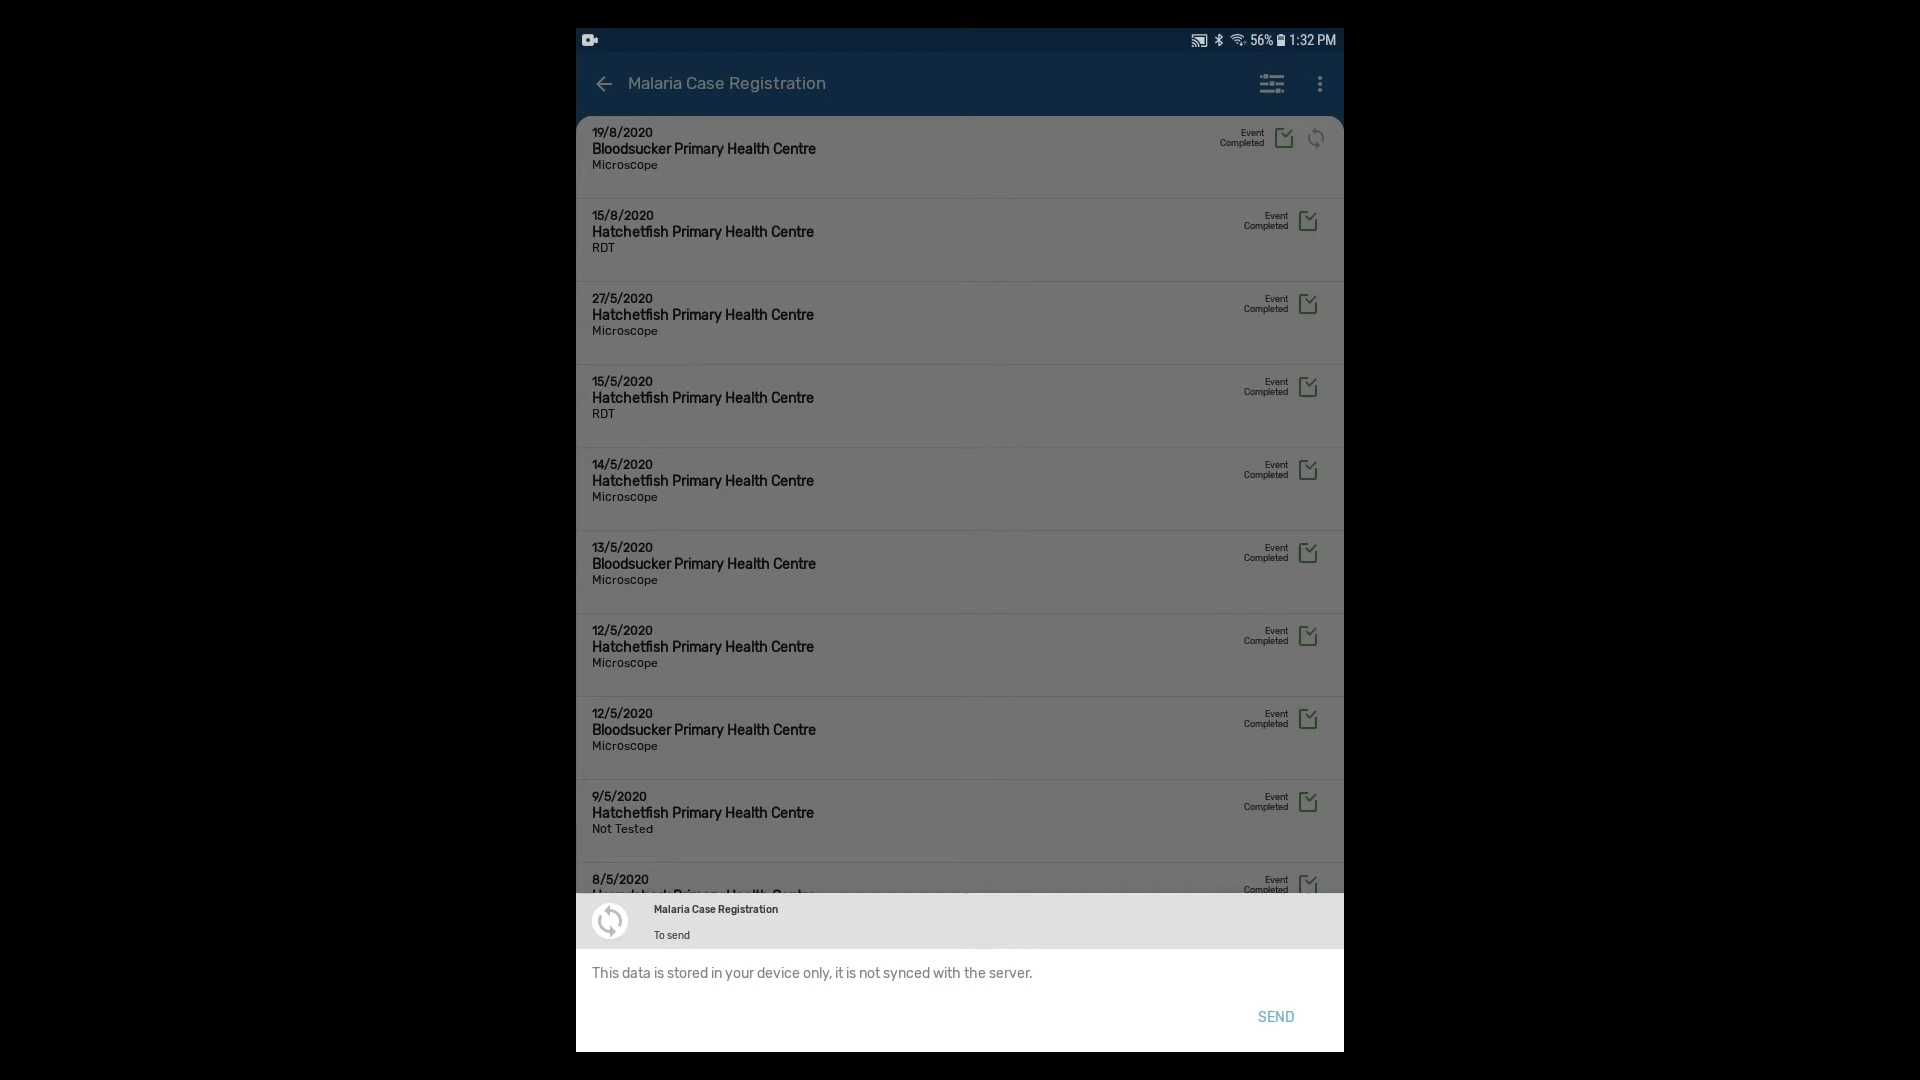 56% 1:32 PM
Malaria Case Registration
19/8/2020
Bloodsucker Primary Health Centre
Microscope
Event
Completed
15/8/2020
Hatchetfish Primary Health Centre
RDT
Event
Completed
27/5/2020
Hatchetfish Primary Health Centre
Microscope
Event
Completed
15/5/2020
Hatchetfish Primary Health Centre
RDT
Event
Completed
14/5/2020
Hatchetfish Primary Health Centre
Microscope
Event
Completed
13/5/2020
Bloodsucker Primary Health Centre
Microscope
Event
Completed
12/5/2020
Hatchetfish Primary Health Centre
Microscope
Event
Completed
12/5/2020
Bloodsucker Primary Health Centre
Microscope
Event
Completed
9/5/2020
Hatchetfish Primary Health Centre
Not Tested
Event
Completed
8/5/2020
Primary Health Centre
Event
Completed
Malaria Case Registration
To send
This data is stored in your device only, it is not synced with the server.
SEND